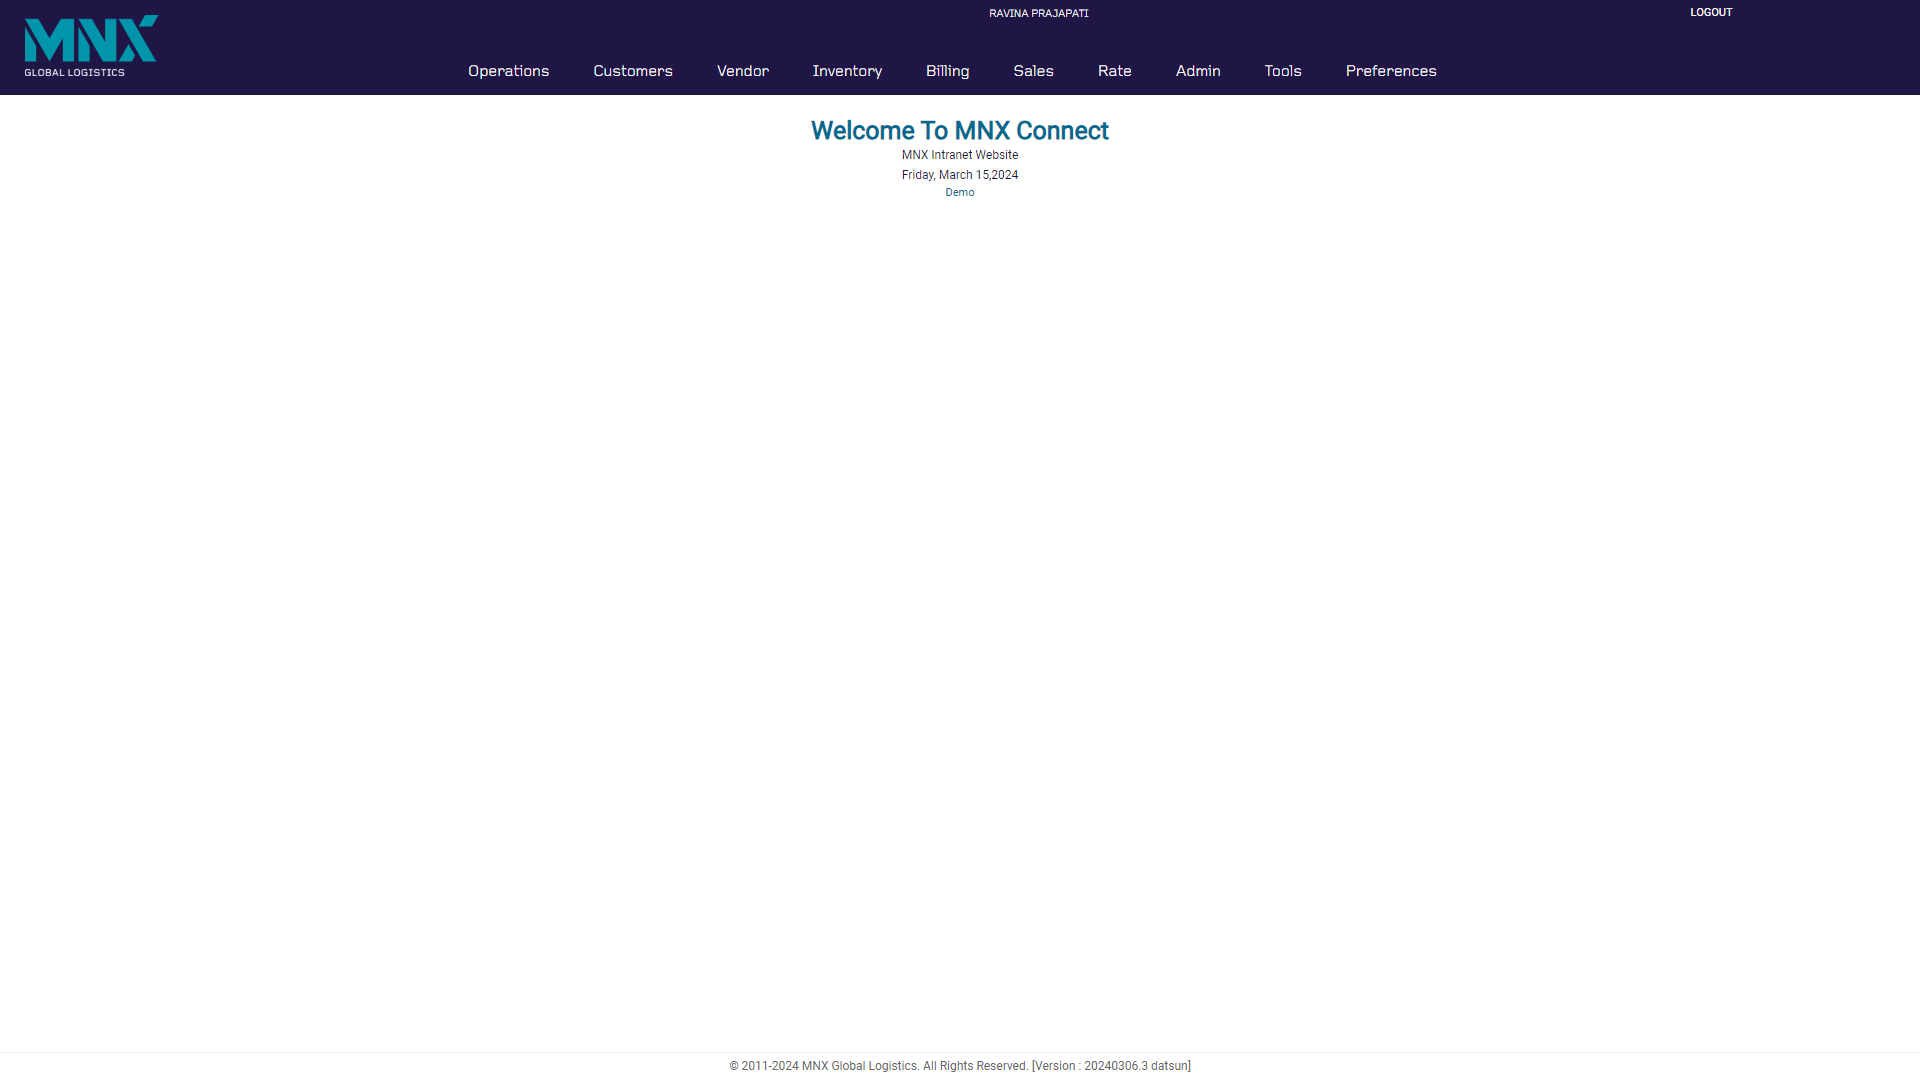 RAVINA PRAJAPATI
LOGOUT
MNX
GLOBAL LOGISTICS
Operations Customers Vendor Inventory Billing Sales Rate Admin Tools Preferences
Welcome To MNX Connect
MNX Intranet Website
Friday, March 15,2024
Demo
© 2011-2024 MNX Global Logistics. All Rights Reserved. [Version : 20240306.3 datsun]